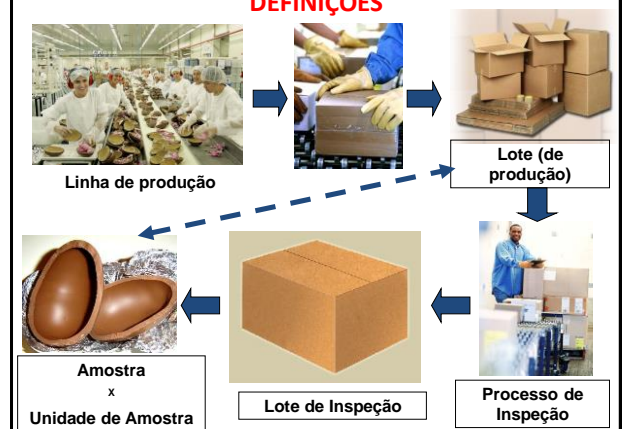 DEFINIÇÕES
Linha de produção
Lote (de
produção)
Amostra
x
Unidade de Amostra
Lote de Inspeção
Processo de
Inspeção